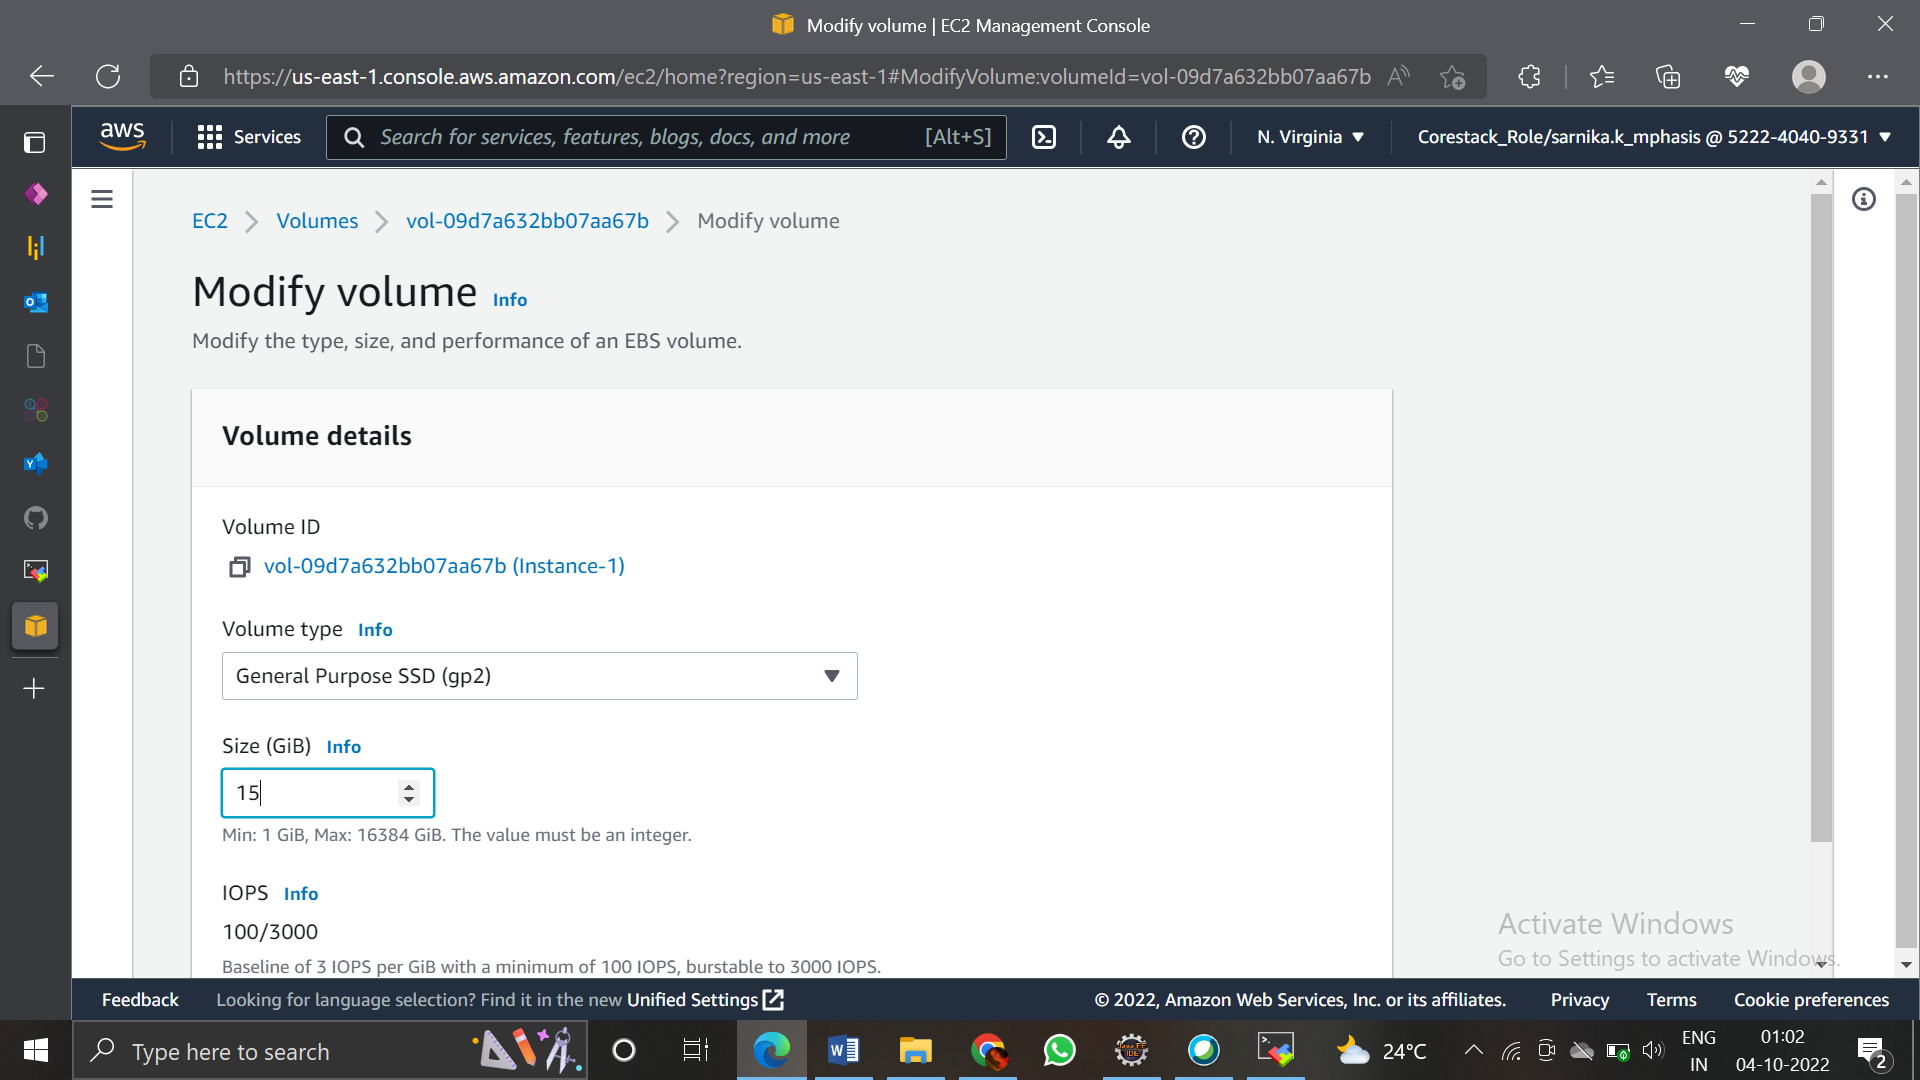 Modify volume | EC2 Management Console
https://us-east-1.console.aws.amazon.com/ec2/home?region=us-east-1#ModifyVolume:volumeId=vol-09d7a632bb07aa67b
aws
Services
Search for services, features, blogs, docs, and more [Alt+S]
N. Virginia
Corestack_Role/sarnika.k_mphasis @ 5222-4040-9331
EC2 Volumes vol-09d7a632bb07aa67b Modify volume
Modify volume Info
Modify the type, size, and performance of an EBS volume.
Volume details
Volume ID
vol-09d7a632bb07aa67b (Instance-1)
Volume type Info
General Purpose SSD (gp2)
Size (GiB) Info
15
Min: 1 GiB, Max: 16384 GiB. The value must be an integer.
IOPS Info
100/3000
Baseline of 3 IOPS per GiB with a minimum of 100 IOPS, burstable to 3000 IOPS.
Activate Windows
Go to Settings to activate Windows.
Feedback
Looking for language selection? Find it in the new Unified Settings
© 2022, Amazon Web Services, Inc. or its affiliates.
Privacy Terms Cookie preferences
Type here to search
24°C
ENG
IN
01:02
04-10-2022
2